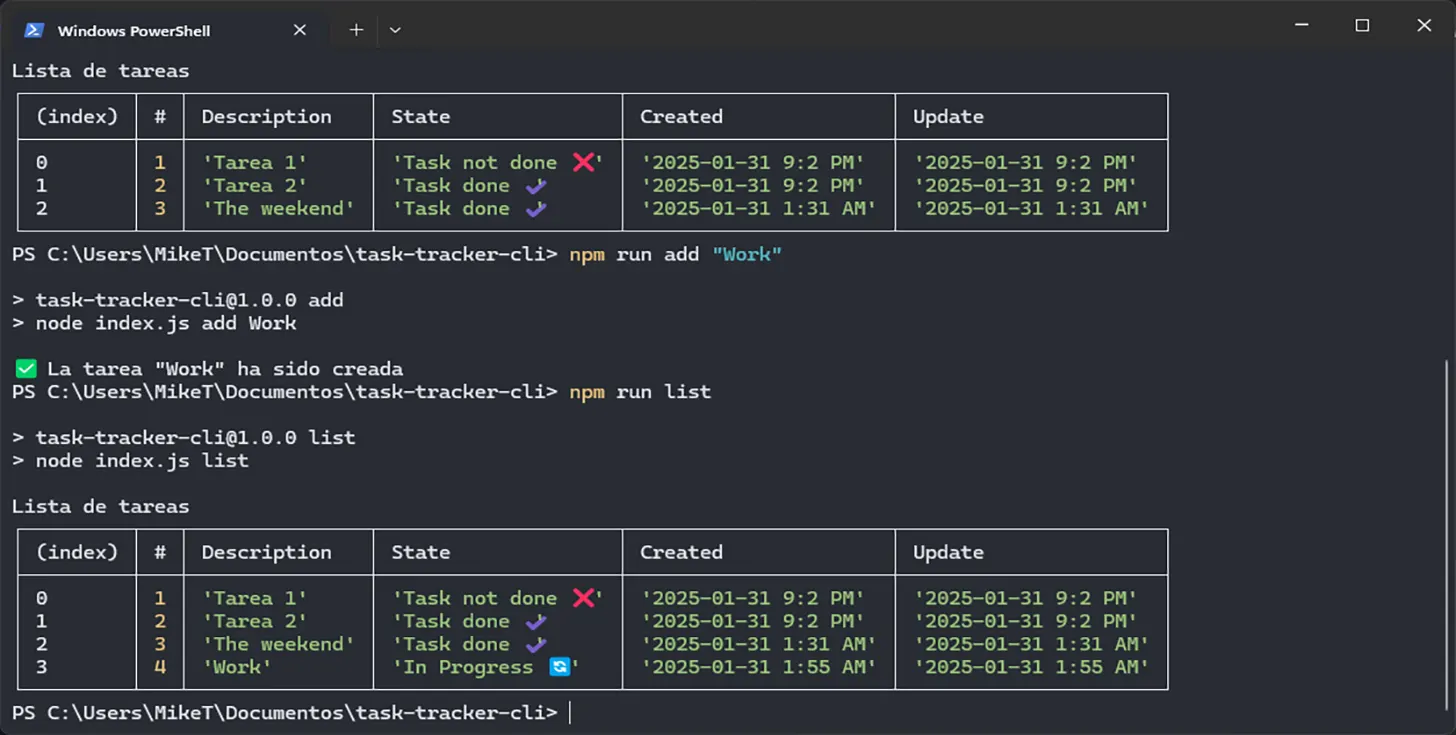 Windows PowerShell
Lista de tareas
(index) # Description State Created Update
0 1 'Tarea 1' 'Task not done ❌' '2025-01-31 9:2 PM' '2025-01-31 9:2 PM'
1 2 'Tarea 2' 'Task done ✔' '2025-01-31 9:2 PM' '2025-01-31 9:2 PM'
2 3 'The weekend' 'Task done ✔' '2025-01-31 1:31 AM' '2025-01-31 1:31 AM'
PS C:\Users\MikeT\Documentos\task-tracker-cli> npm run add "Work"
> task-tracker-cli@1.0.0 add
> node index.js add Work
✅ La tarea "Work" ha sido creada
PS C:\Users\MikeT\Documentos\task-tracker-cli> npm run list
> task-tracker-cli@1.0.0 list
> node index.js list
Lista de tareas
(index) # Description State Created Update
0 1 'Tarea 1' 'Task not done ❌' '2025-01-31 9:2 PM' '2025-01-31 9:2 PM'
1 2 'Tarea 2' 'Task done ✔' '2025-01-31 9:2 PM' '2025-01-31 9:2 PM'
2 3 'The weekend' 'Task done ✔' '2025-01-31 1:31 AM' '2025-01-31 1:31 AM'
3 4 'Work' 'In Progress 🔄' '2025-01-31 1:55 AM' '2025-01-31 1:55 AM'
PS C:\Users\MikeT\Documentos\task-tracker-cli>